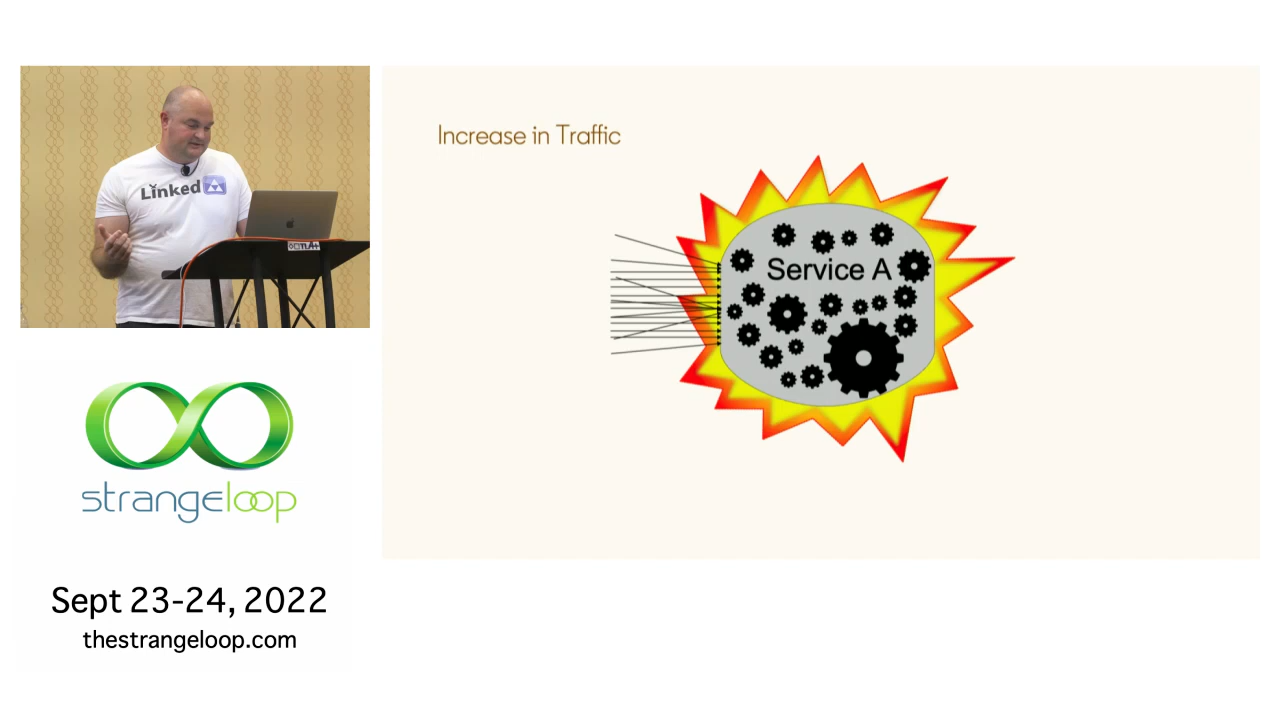 Increase in Traffic
Service A
Linked
strangeloop
Sept 23-24, 2022
thestrangeloop.com